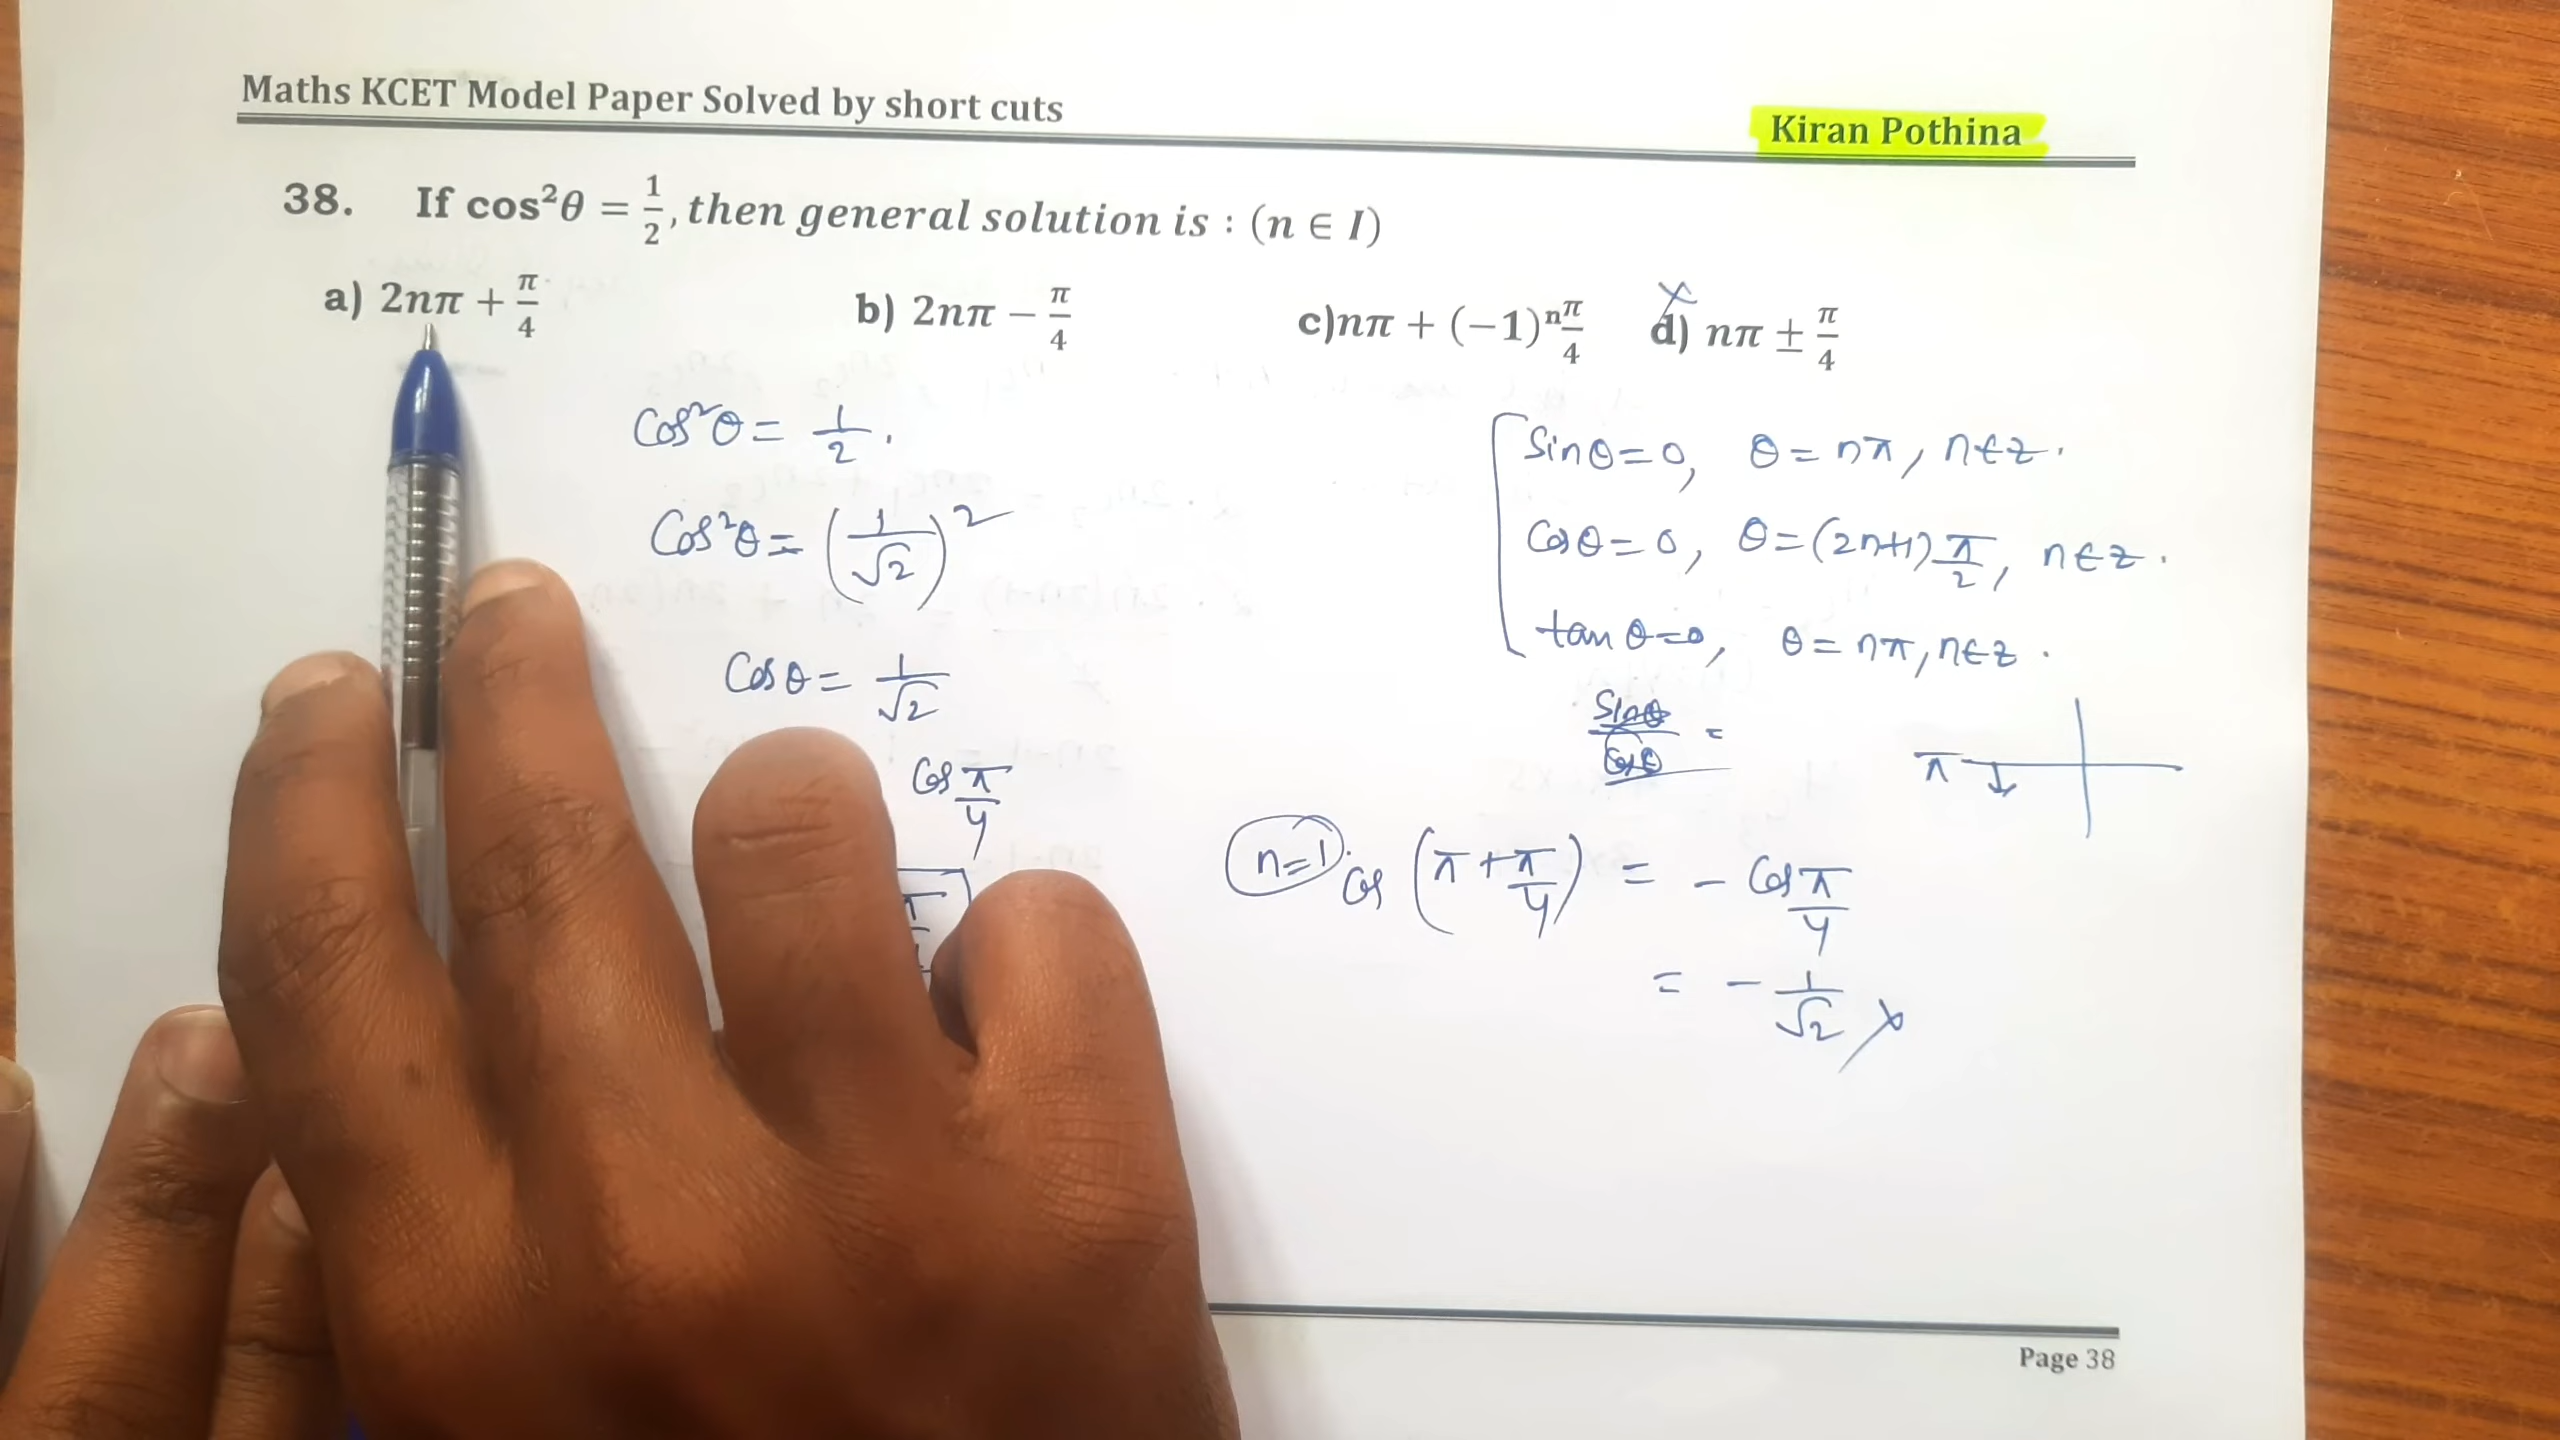 Maths KCET Model Paper Solved by short cuts
Kiran Pothina
38. If cos²θ = 1/2, then general solution is : (n ∈ I)
a) 2nπ + π/4 b) 2nπ − π/4 c)nπ + (−1)ⁿπ/4 d) nπ ± π/4
Cos²θ = 1/2.
Cos²θ = (1/√2)²
Cosθ = 1/√2
Cos π/4
Sinθ=0, θ = nπ, n∈z.
Cosθ=0, θ=(2n+1)π/2, n∈z.
tanθ=0, θ=nπ, n∈z.
Sinθ/Cosθ =
π
n=1. Cos(π+π/4) = - Cos π/4
= - 1/√2 x
Page 38